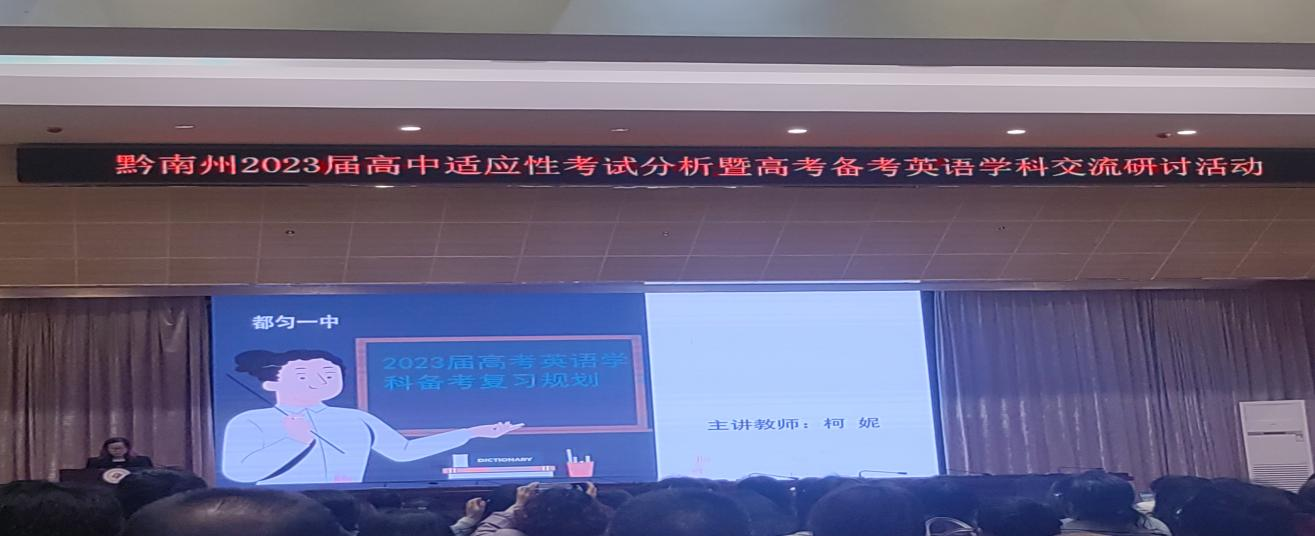 黔南州2023届高中适应性考试分析暨高考备考英语学科交流研讨活动
都匀一中
2023届高考英语学
科备考复习规划
DICTIONARY
主讲教师：柯 妮